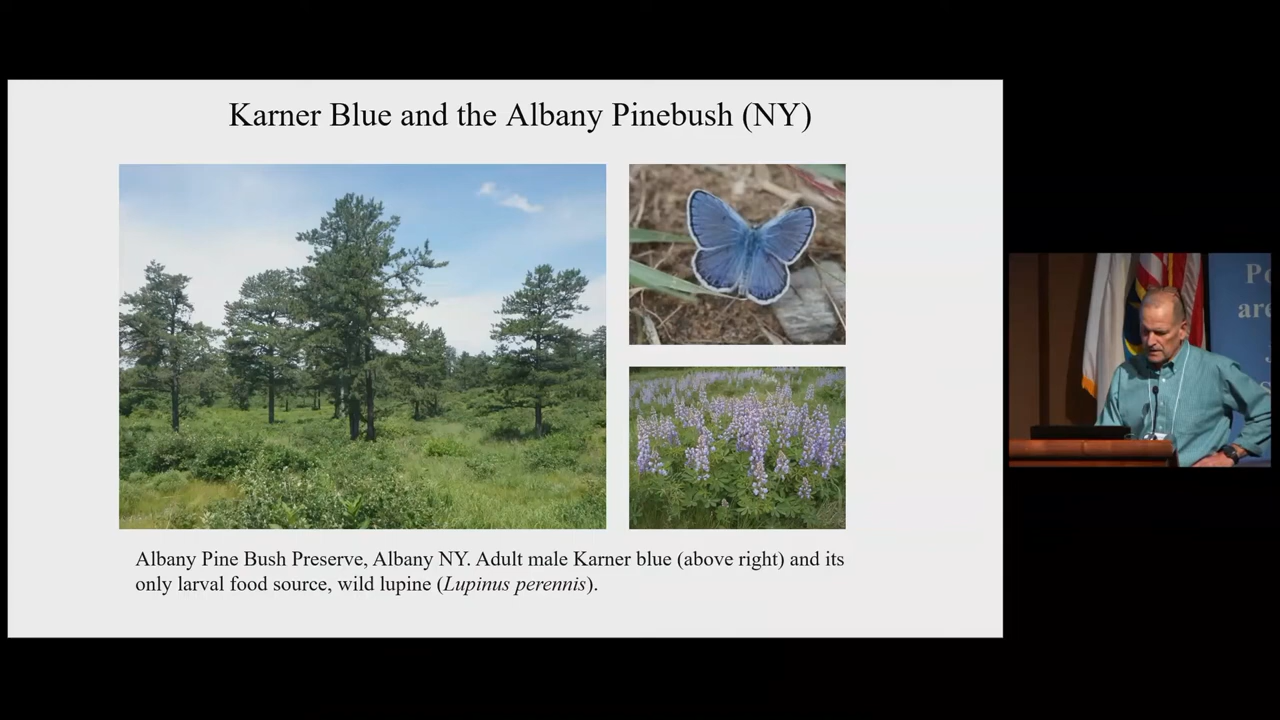 Karner Blue and the Albany Pinebush (NY)
Albany Pine Bush Preserve, Albany NY. Adult male Karner blue (above right) and its
only larval food source, wild lupine (Lupinus perennis).